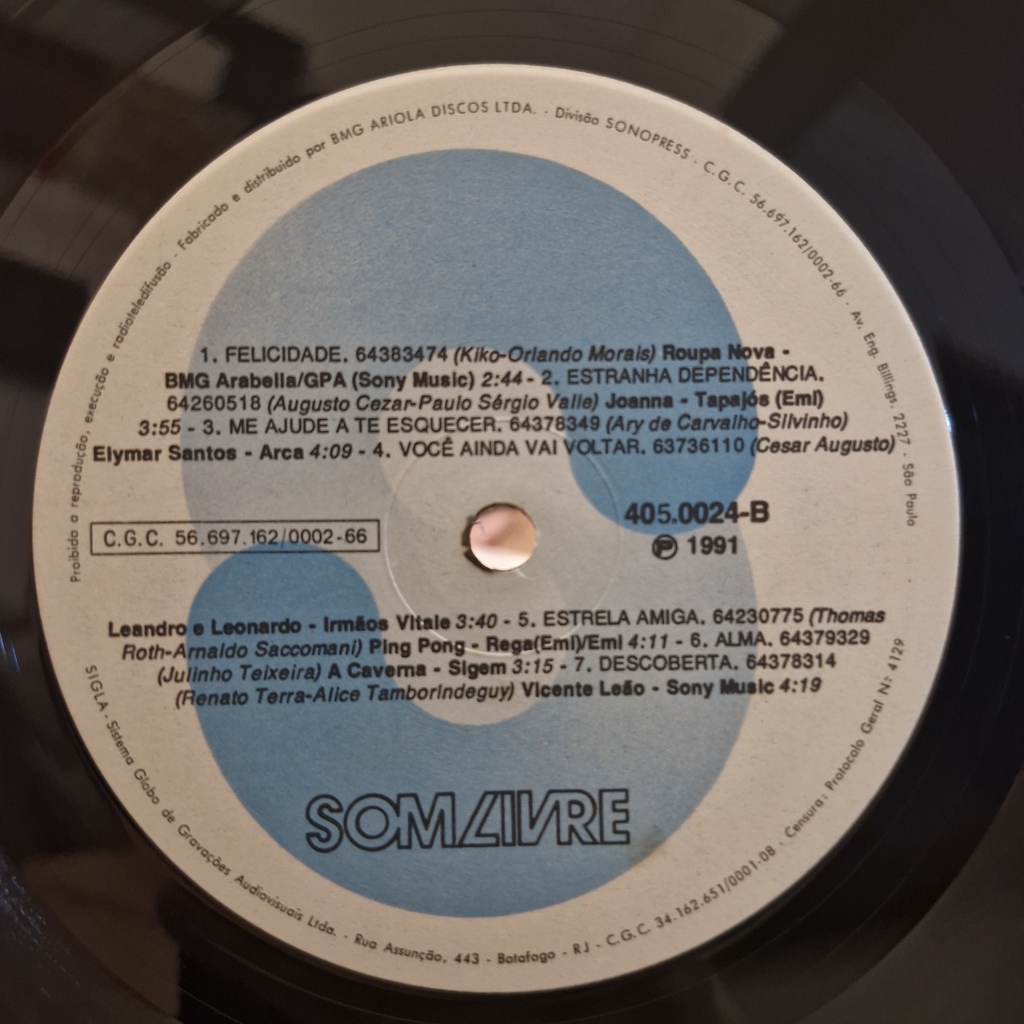 Proibida a reprodução, execução e radioteledifusão - Fabricado e distribuido por BMG ARIOLA DISCOS LTDA. - Divisão SONOPRESS - C.G.C. 56.697.162/0002-66 - Av. Eng. Billings, 2227 - São Paulo
1. FELICIDADE. 64383474 (Kiko-Orlando Morais) Roupa Nova -
BMG Arabella/GPA (Sony Music) 2:44 - 2. ESTRANHA DEPENDÊNCIA.
64260518 (Augusto Cezar-Paulo Sérgio Valle) Joanna - Tapajós (Emi)
3:55 - 3. ME AJUDE A TE ESQUECER. 64378349 (Ary de Carvalho-Silvinho)
Elymar Santos - Arca 4:09 - 4. VOCÊ AINDA VAI VOLTAR. 63736110 (Cesar Augusto)
C.G.C. 56.697.162/0002-66
405.0024-B
Ⓟ 1991
Leandro e Leonardo - Irmãos Vitale 3:40 - 5. ESTRELA AMIGA. 64230775 (Thomas
Roth-Arnaldo Saccomani) Ping Pong - Rega(Emi)/Emi 4:11 - 6. ALMA. 64379329
(Julinho Teixeira) A Caverna - Sigem 3:15 - 7. DESCOBERTA. 64378314
(Renato Terra-Alice Tamborindeguy) Vicente Leão - Sony Music 4:19
SOM LIVRE
SIGLA - Sistema Globo de Gravações Audiovisuais Ltda. - Rua Assunção, 443 - Botafogo - RJ - C.G.C. 34.162.651/0001-08 - Censura: Protocolo Geral Nº 4129